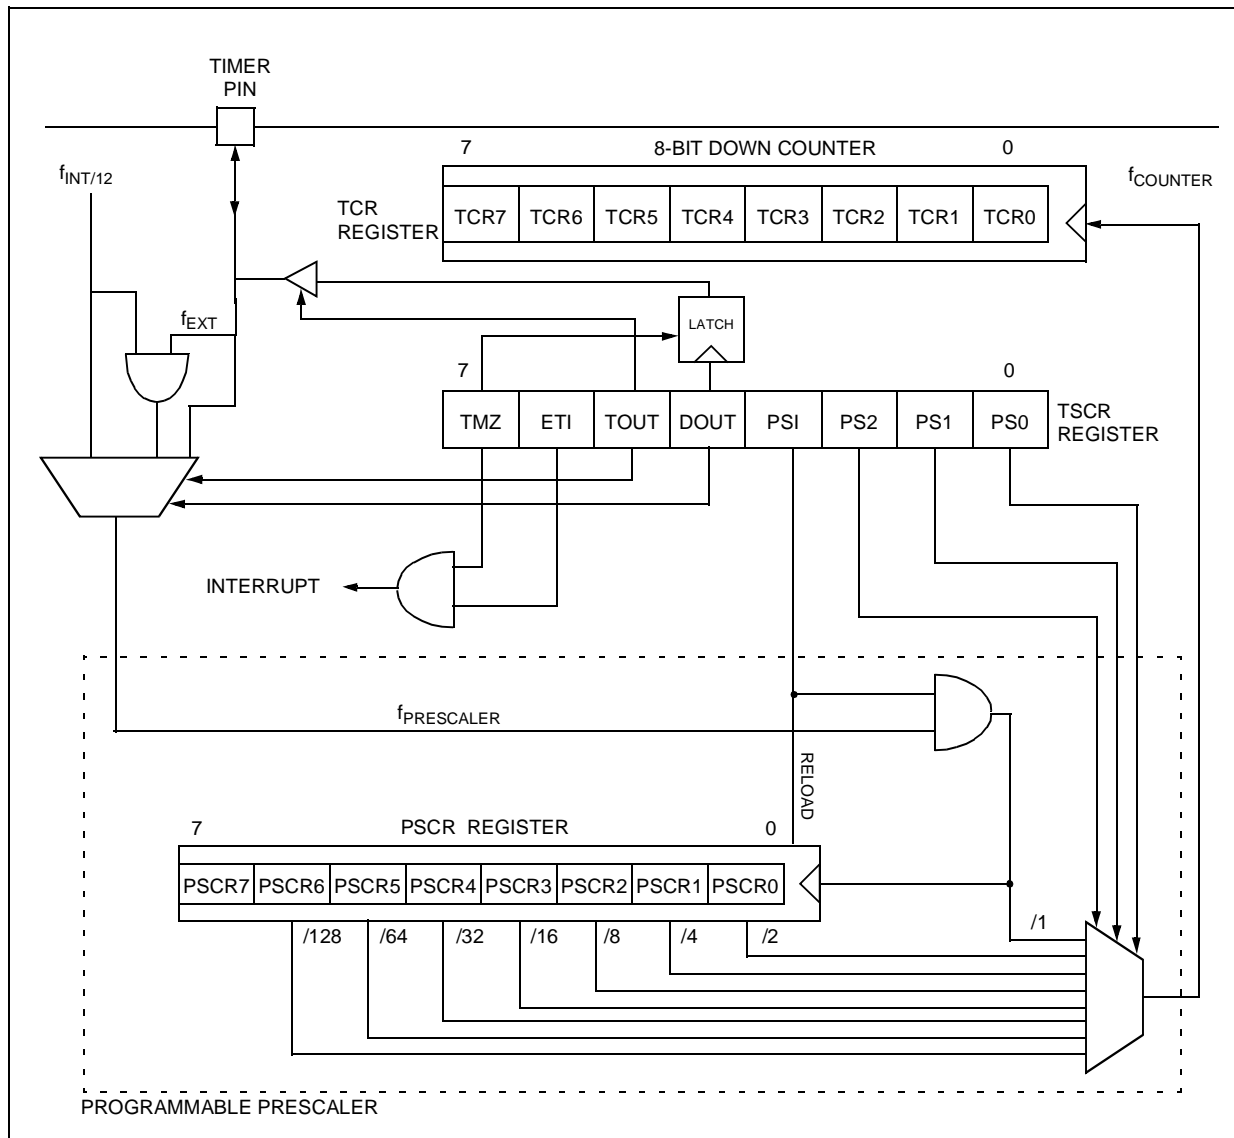 TIMER
PIN
7 8-BIT DOWN COUNTER 0
fINT/12
fCOUNTER
TCR
REGISTER
TCR7 TCR6 TCR5 TCR4 TCR3 TCR2 TCR1 TCR0
fEXT
LATCH
7 0
TMZ ETI TOUT DOUT PSI PS2 PS1 PS0
TSCR
REGISTER
INTERRUPT
fPRESCALER
RELOAD
7 PSCR REGISTER 0
PSCR7 PSCR6 PSCR5 PSCR4 PSCR3 PSCR2 PSCR1 PSCR0
/128 /64 /32 /16 /8 /4 /2 /1
PROGRAMMABLE PRESCALER